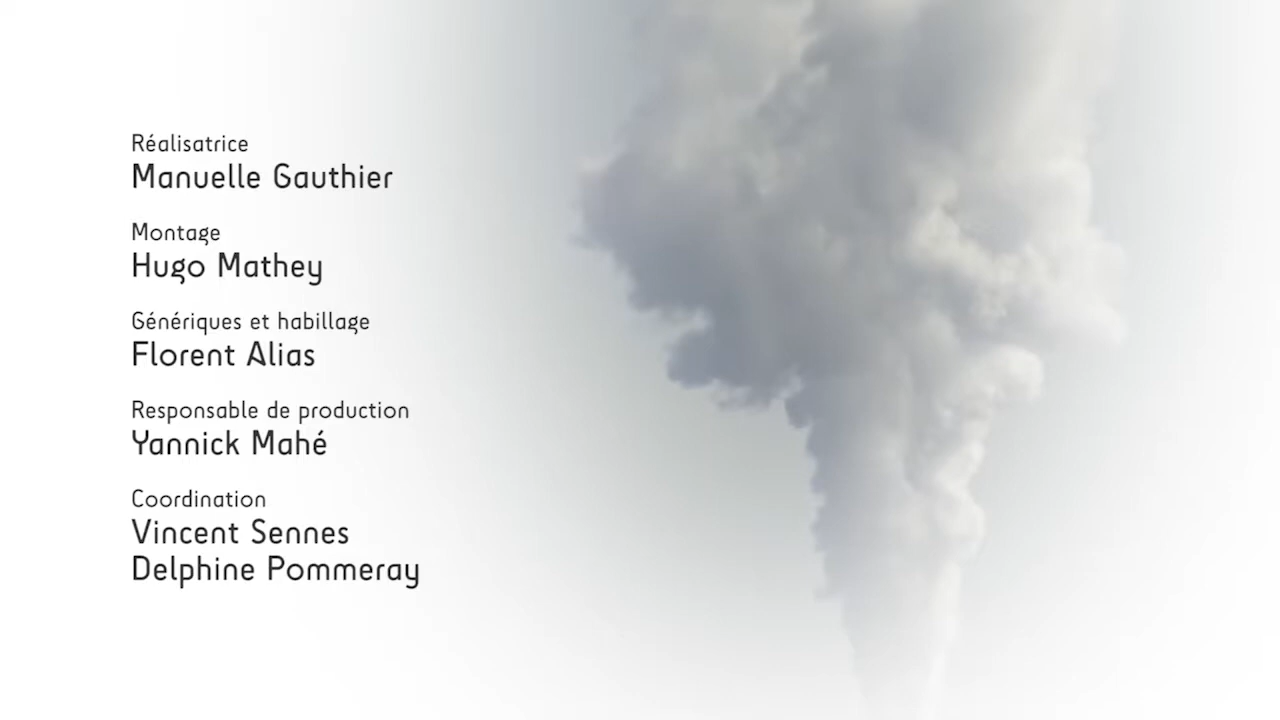 Réalisatrice
Manuelle Gauthier
Montage
Hugo Mathey
Génériques et habillage
Florent Alias
Responsable de production
Yannick Mahé
Coordination
Vincent Sennes
Delphine Pommeray